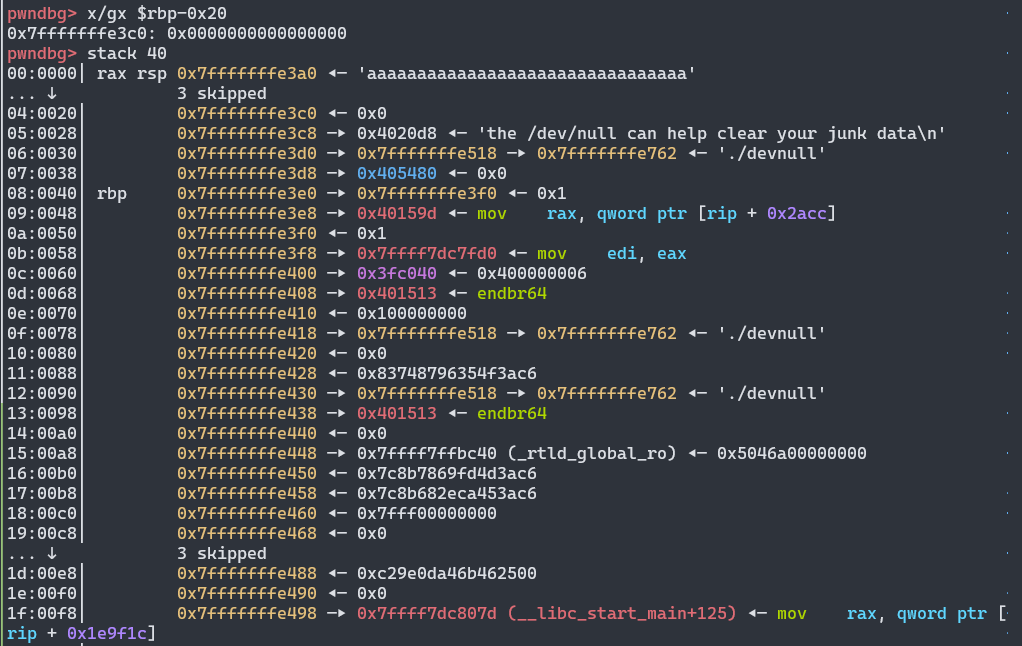 pwndbg> x/gx $rbp-0x20
0x7fffffffe3c0: 0x0000000000000000
pwndbg> stack 40
00:0000│ rax rsp 0x7fffffffe3a0 ◂— 'aaaaaaaaaaaaaaaaaaaaaaaaaaaaaaaa'
... ↓ 3 skipped
04:0020│ 0x7fffffffe3c0 ◂— 0x0
05:0028│ 0x7fffffffe3c8 —▸ 0x4020d8 ◂— 'the /dev/null can help clear your junk data\n'
06:0030│ 0x7fffffffe3d0 —▸ 0x7fffffffe518 —▸ 0x7fffffffe762 ◂— './devnull'
07:0038│ 0x7fffffffe3d8 —▸ 0x405480 ◂— 0x0
08:0040│ rbp 0x7fffffffe3e0 —▸ 0x7fffffffe3f0 ◂— 0x1
09:0048│ 0x7fffffffe3e8 —▸ 0x40159d ◂— mov rax, qword ptr [rip + 0x2acc]
0a:0050│ 0x7fffffffe3f0 ◂— 0x1
0b:0058│ 0x7fffffffe3f8 —▸ 0x7ffff7dc7fd0 ◂— mov edi, eax
0c:0060│ 0x7fffffffe400 —▸ 0x3fc040 ◂— 0x400000006
0d:0068│ 0x7fffffffe408 —▸ 0x401513 ◂— endbr64
0e:0070│ 0x7fffffffe410 ◂— 0x100000000
0f:0078│ 0x7fffffffe418 —▸ 0x7fffffffe518 —▸ 0x7fffffffe762 ◂— './devnull'
10:0080│ 0x7fffffffe420 ◂— 0x0
11:0088│ 0x7fffffffe428 ◂— 0x83748796354f3ac6
12:0090│ 0x7fffffffe430 —▸ 0x7fffffffe518 —▸ 0x7fffffffe762 ◂— './devnull'
13:0098│ 0x7fffffffe438 —▸ 0x401513 ◂— endbr64
14:00a0│ 0x7fffffffe440 ◂— 0x0
15:00a8│ 0x7fffffffe448 —▸ 0x7ffff7ffbc40 (_rtld_global_ro) ◂— 0x5046a00000000
16:00b0│ 0x7fffffffe450 ◂— 0x7c8b7869fd4d3ac6
17:00b8│ 0x7fffffffe458 ◂— 0x7c8b682eca453ac6
18:00c0│ 0x7fffffffe460 ◂— 0x7fff00000000
19:00c8│ 0x7fffffffe468 ◂— 0x0
... ↓ 3 skipped
1d:00e8│ 0x7fffffffe488 ◂— 0xc29e0da46b462500
1e:00f0│ 0x7fffffffe490 ◂— 0x0
1f:00f8│ 0x7fffffffe498 —▸ 0x7ffff7dc807d (__libc_start_main+125) ◂— mov rax, qword ptr [
rip + 0x1e9f1c]